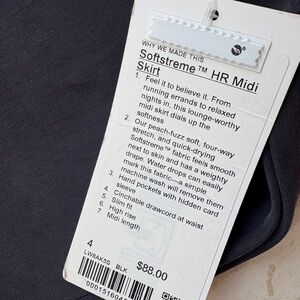 WHY WE MADE THIS
Softstreme™ HR Midi
Skirt
1. Feel it to believe it. From
running errands to relaxed
nights in, this lounge-worthy
midi skirt dials up the
softness
2. Our peach-fuzz soft, four-way
stretch, and quick-drying
Softstreme™ fabric feels smooth
next to skin and has a weighty
drape. Water drops can easily
mark this fabric—a simple
machine wash will remove them
3. Hand pockets with hidden card
sleeve
4. Cinchable drawcord at waist
5. Slim fit
6. High rise
7. Midi length
4
$88.00
LW8AK5S BLK